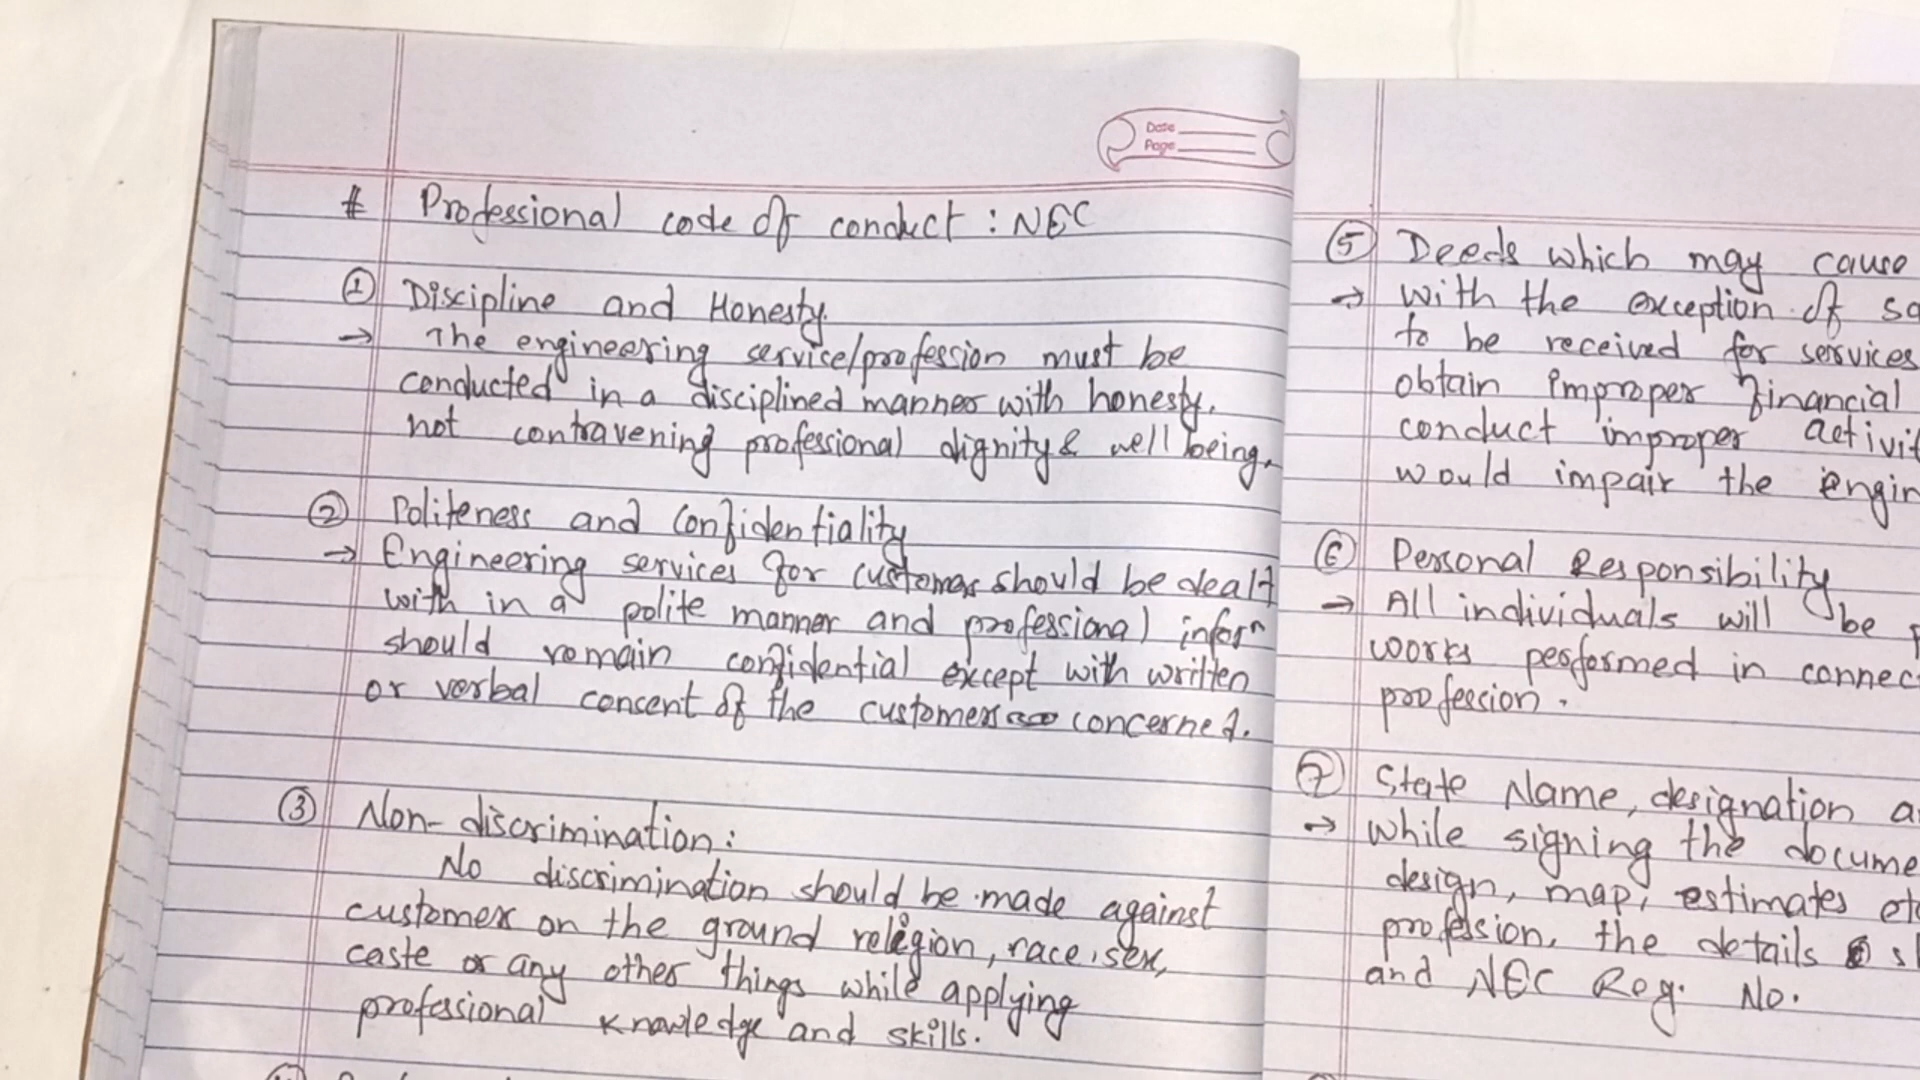 Date
Page
# Professional code of conduct : NEC
① Discipline and Honesty.
→ The engineering service/profession must be
conducted in a disciplined manner with honesty,
not contravening professional dignity & well being.
② Politeness and Confidentiality
→ Engineering services for customers should be dealt
with in a polite manner and professional inforⁿ
should remain confidential except with written
or verbal consent of the customers concerned.
③ Non-discrimination:
No discrimination should be made against
customer on the ground religion, race, sex,
caste or any other things while applying
professional knowledge and skills.
⑤ Deeds which may cause
→ With the exception of
to be received for services
obtain improper financial
conduct improper
would impair the
⑥ Personal Responsibility
→ All individuals will be
works performed in
profession.
⑦ State Name, designation
→ While signing the
design, map, estimates
profession, the details
and NEC Reg. No.